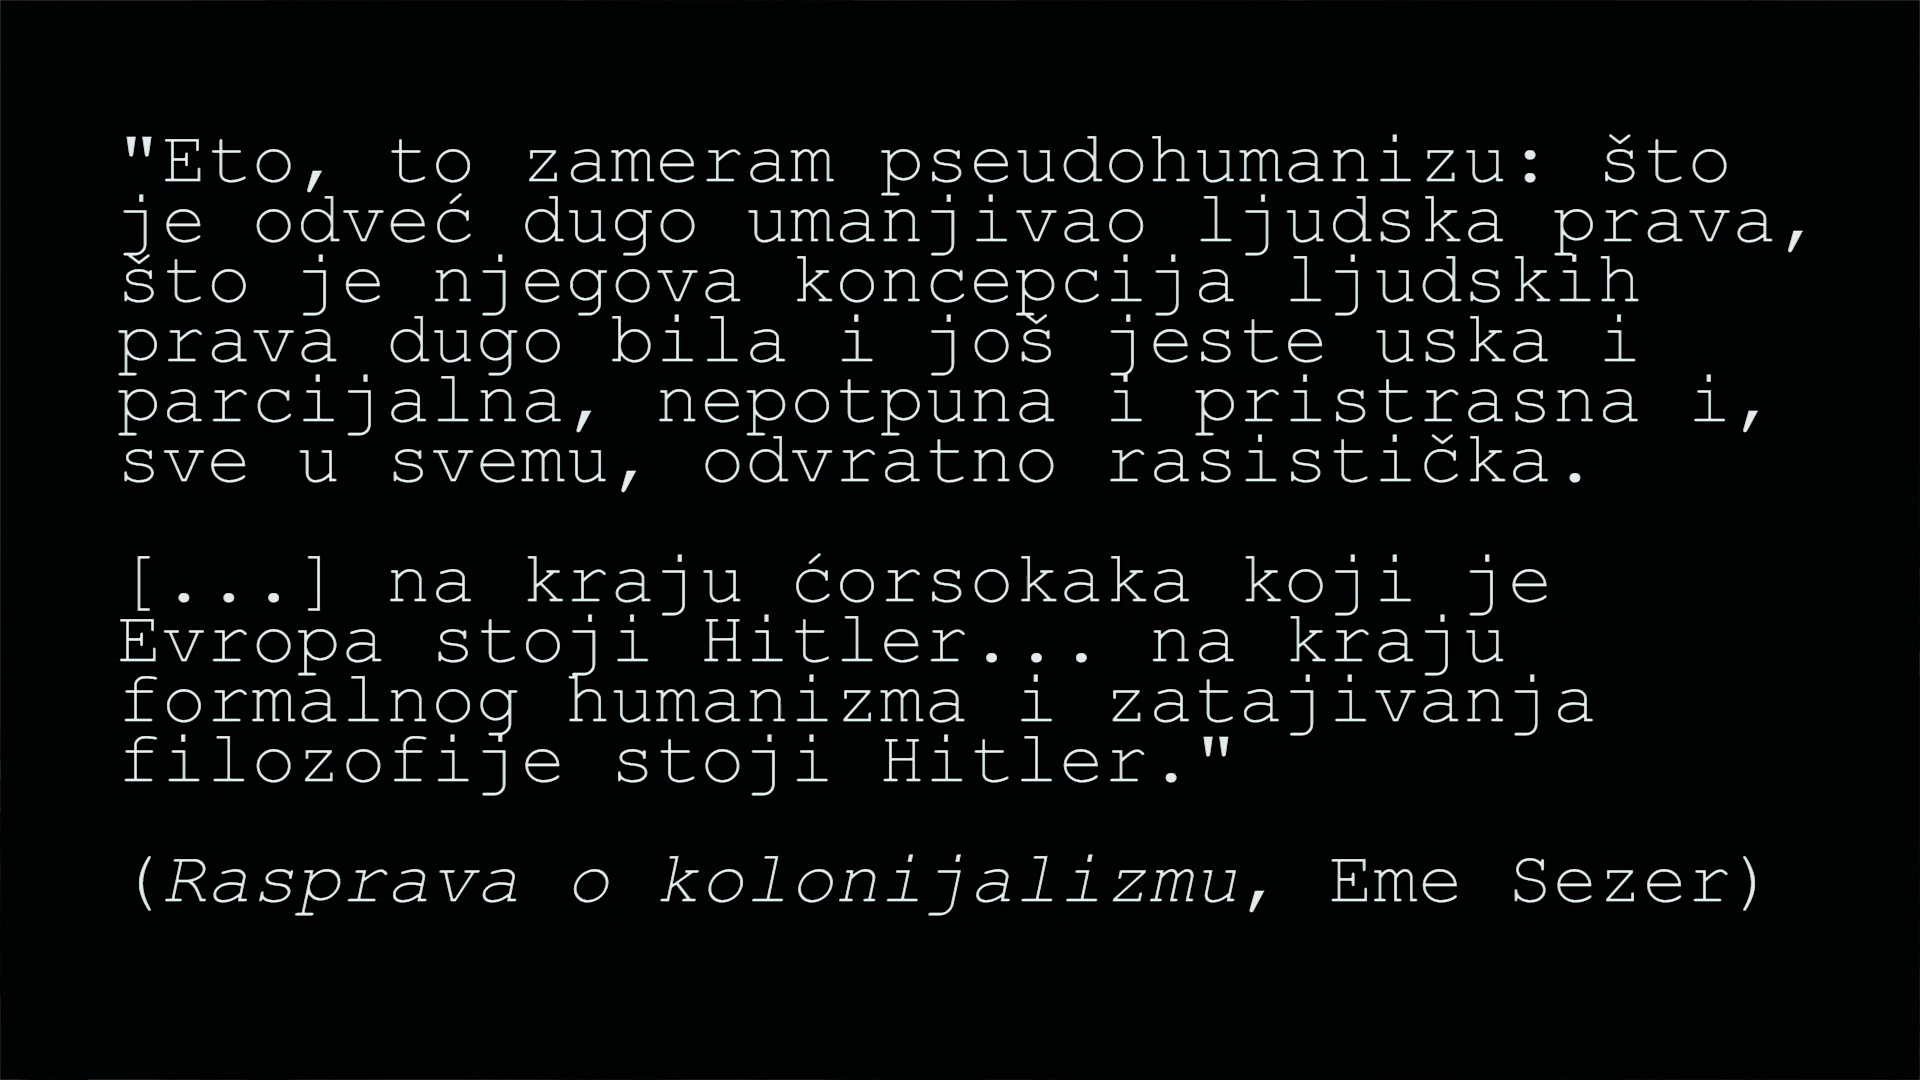 "Eto, to zameram pseudohumanizu: što
je odveć dugo umanjivao ljudska prava,
što je njegova koncepcija ljudskih
prava dugo bila i još jeste uska i
parcijalna, nepotpuna i pristrasna i,
sve u svemu, odvratno rasistička.
[...] na kraju ćorsokaka koji je
Evropa stoji Hitler... na kraju
formalnog humanizma i zatajivanja
filozofije stoji Hitler."
(Rasprava o kolonijalizmu, Eme Sezer)